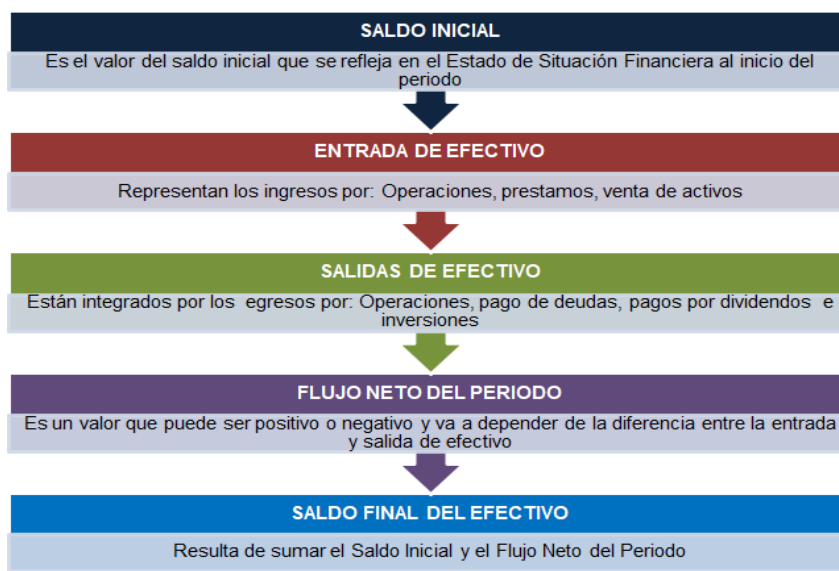 SALDO INICIAL
Es el valor del saldo inicial que se refleja en el Estado de Situación Financiera al inicio del
periodo
ENTRADA DE EFECTIVO
Representan los ingresos por: Operaciones, prestamos, venta de activos
SALIDAS DE EFECTIVO
Están integrados por los egresos por: Operaciones, pago de deudas, pagos por dividendos e
inversiones
FLUJO NETO DEL PERIODO
Es un valor que puede ser positivo o negativo y va a depender de la diferencia entre la entrada
y salida de efectivo
SALDO FINAL DEL EFECTIVO
Resulta de sumar el Saldo Inicial y el Flujo Neto del Periodo